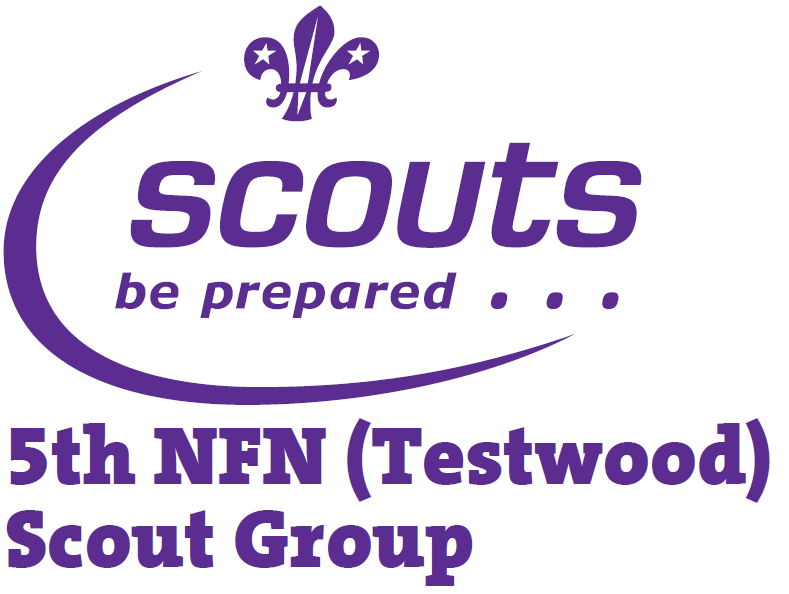 scouts
be prepared . . .
5th NFN (Testwood)
Scout Group